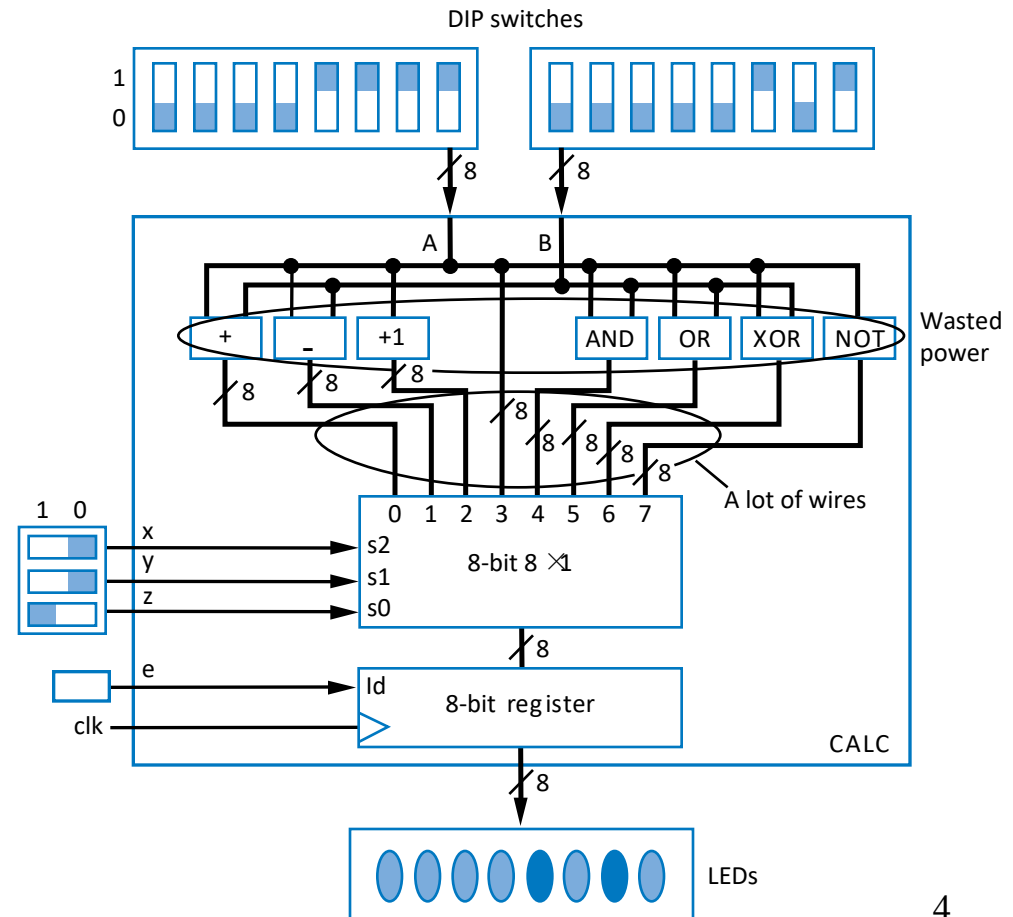 DIP switches
1
0
8 8
A B
+ - +1 AND OR XOR NOT
Wasted
power
8 8 8 8 8 8 8 8
A lot of wires
1 0
0 1 2 3 4 5 6 7
x s2
8-bit 8 ×1
y s1
z s0
8
e ld
8-bit register
clk
CALC
8
LEDs
4